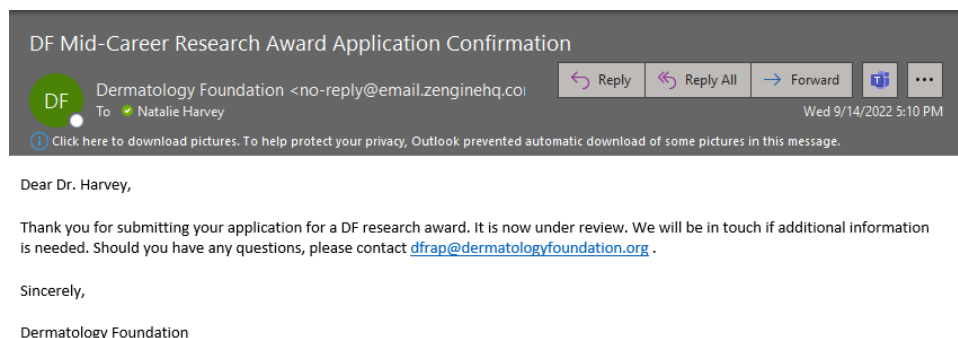 DF Mid-Career Research Award Application Confirmation
Reply
Reply All
Forward
DF
Dermatology Foundation <no-reply@email.zenginehq.co
To Natalie Harvey
Wed 9/14/2022 5:10 PM
Click here to download pictures. To help protect your privacy, Outlook prevented automatic download of some pictures in this message.
Dear Dr. Harvey,
Thank you for submitting your application for a DF research award. It is now under review. We will be in touch if additional information
is needed. Should you have any questions, please contact dfrap@dermatologyfoundation.org .
Sincerely,
Dermatology Foundation